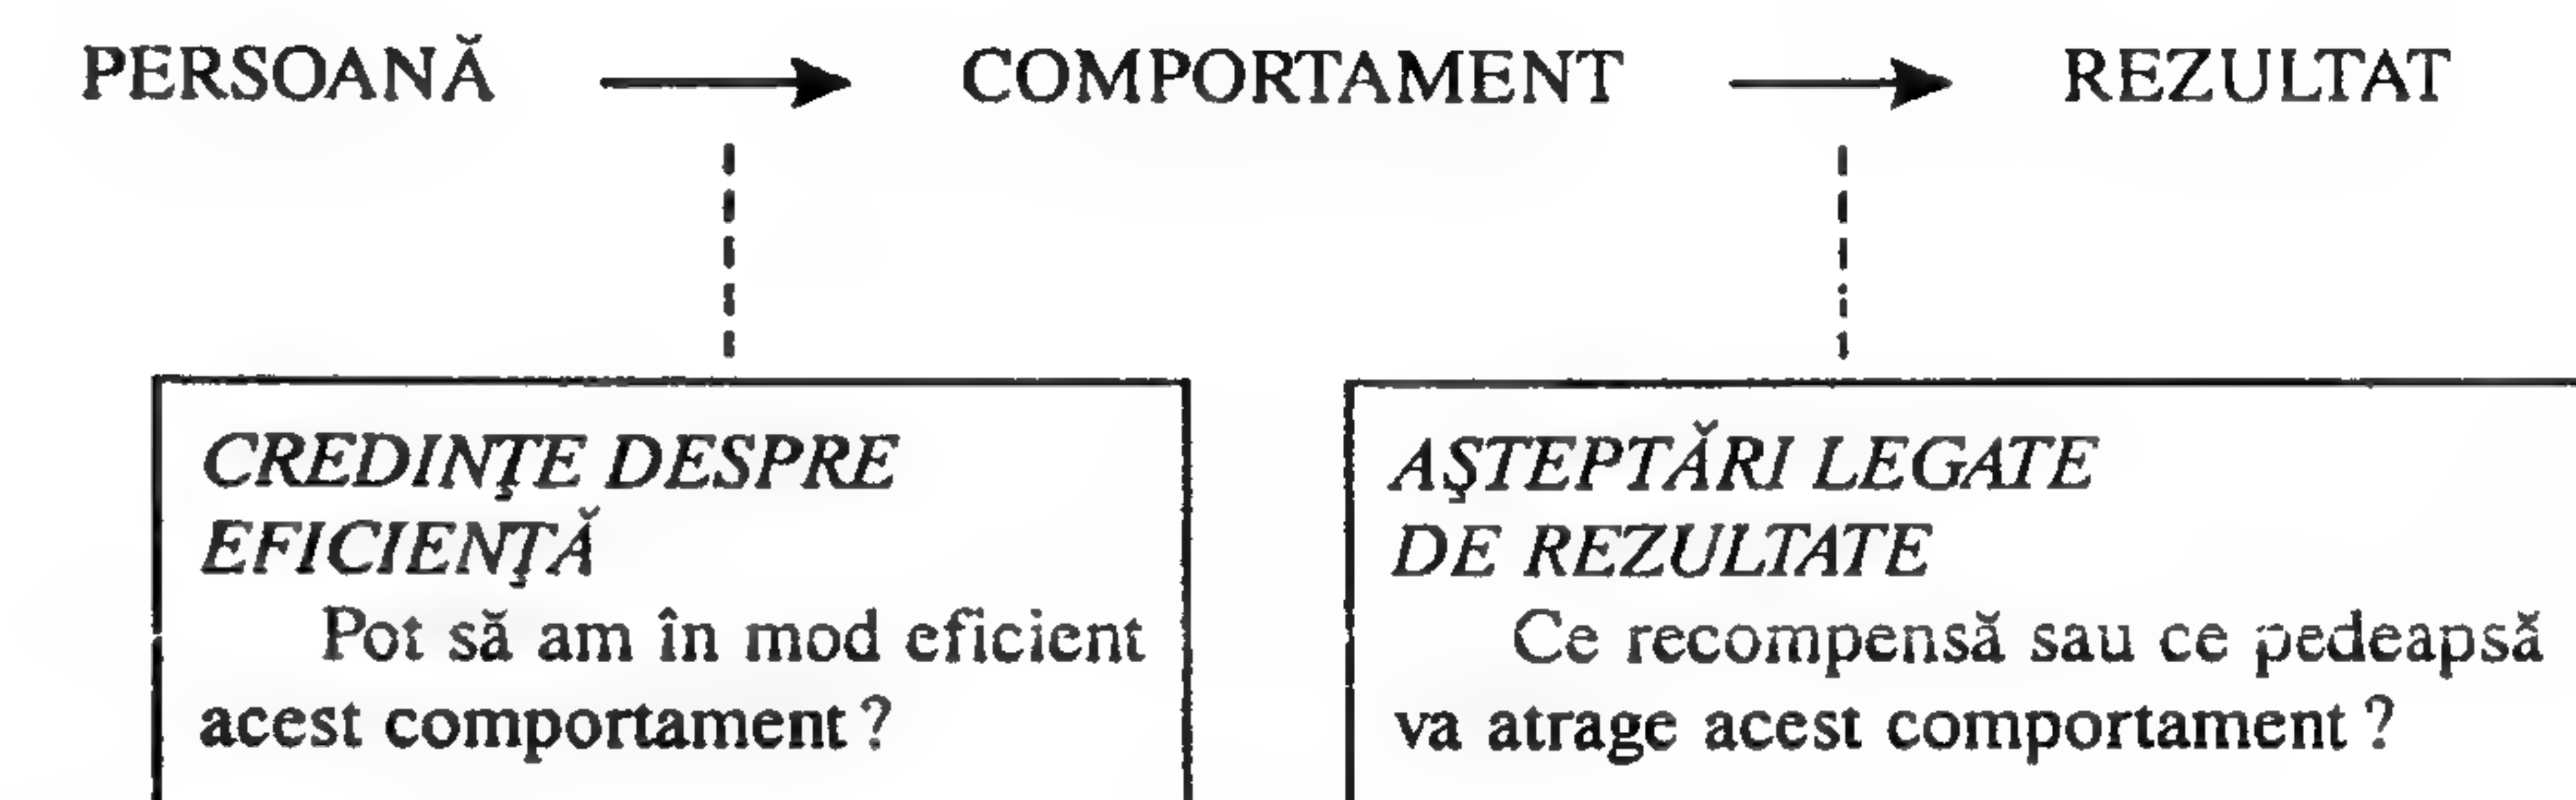 PERSOANĂ COMPORTAMENT REZULTAT
CREDINŢE DESPRE
EFICIENŢĂ
Pot să am în mod eficient
acest comportament ?
AŞTEPTĂRI LEGATE
DE REZULTATE
Ce recompensă sau ce pedeapsă
va atrage acest comportament ?